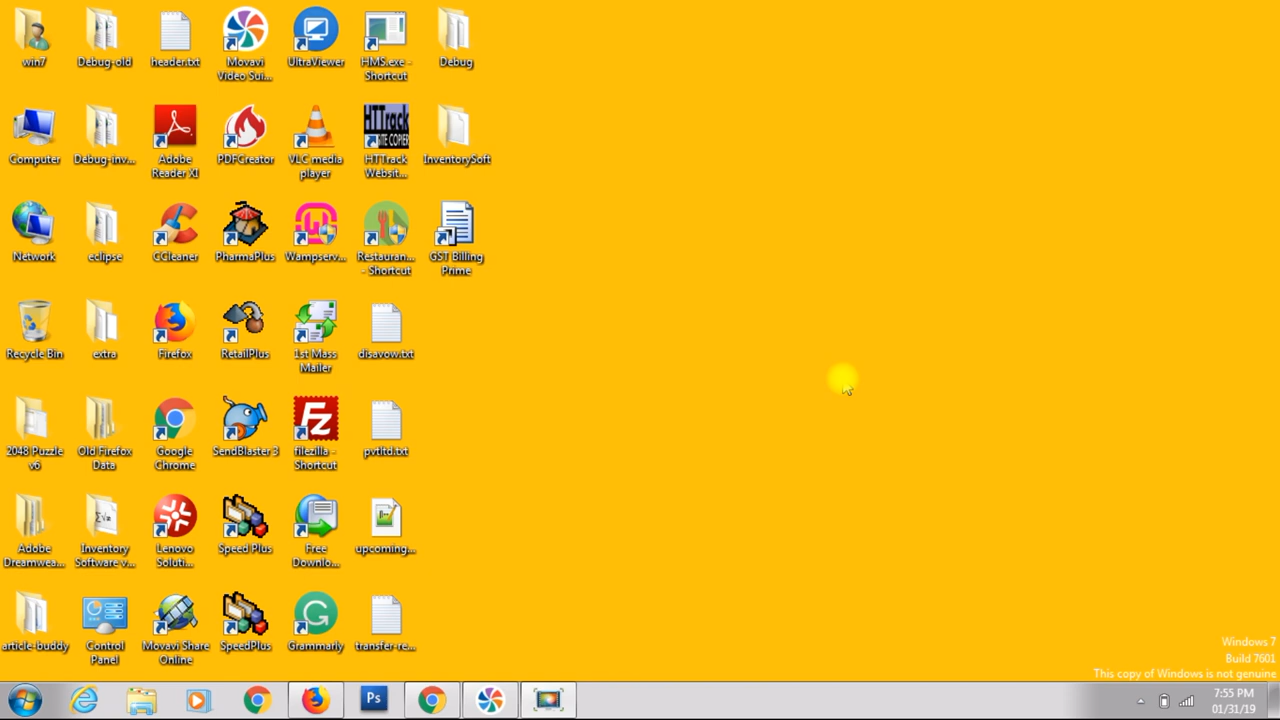 win7
Debug-old
header.txt
Movavi
Video Sui...
UltraViewer
HMS.exe -
Shortcut
Debug
Computer
Debug-inv...
Adobe
Reader XI
PDFCreator
VLC media
player
HTTrack
SITE COPIER
HTTrack
Websit...
InventorySoft
Network
eclipse
CCleaner
PharmaPlus
Wampserv...
Restauran...
- Shortcut
GST Billing
Prime
Recycle Bin
extra
Firefox
RetailPlus
1st Mass
Mailer
disavow.txt
2048 Puzzle
v6
Old Firefox
Data
Google
Chrome
SendBlaster 3
Fz
filezilla -
Shortcut
pvtltd.txt
Adobe
Dreamwea...
Inventory
Software v...
Lenovo
Soluti...
Speed Plus
Free
Downlo...
upcoming...
article-buddy
Control
Panel
Movavi Share
Online
SpeedPlus
Grammarly
transfer-re...
Windows 7
Build 7601
This copy of Windows is not genuine
Ps
7:55 PM
01/31/19